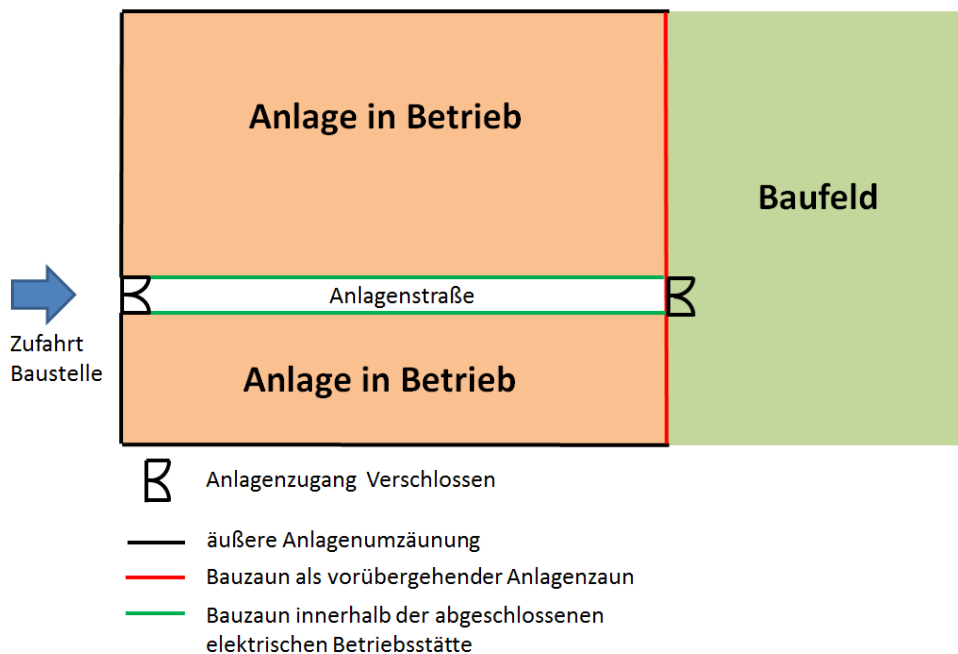 Anlage in Betrieb
Baufeld
Anlagenstraße
Zufahrt
Baustelle
Anlage in Betrieb
Anlagenzugang Verschlossen
äußere Anlagenumzäunung
Bauzaun als vorübergehender Anlagenzaun
Bauzaun innerhalb der abgeschlossenen
elektrischen Betriebsstätte